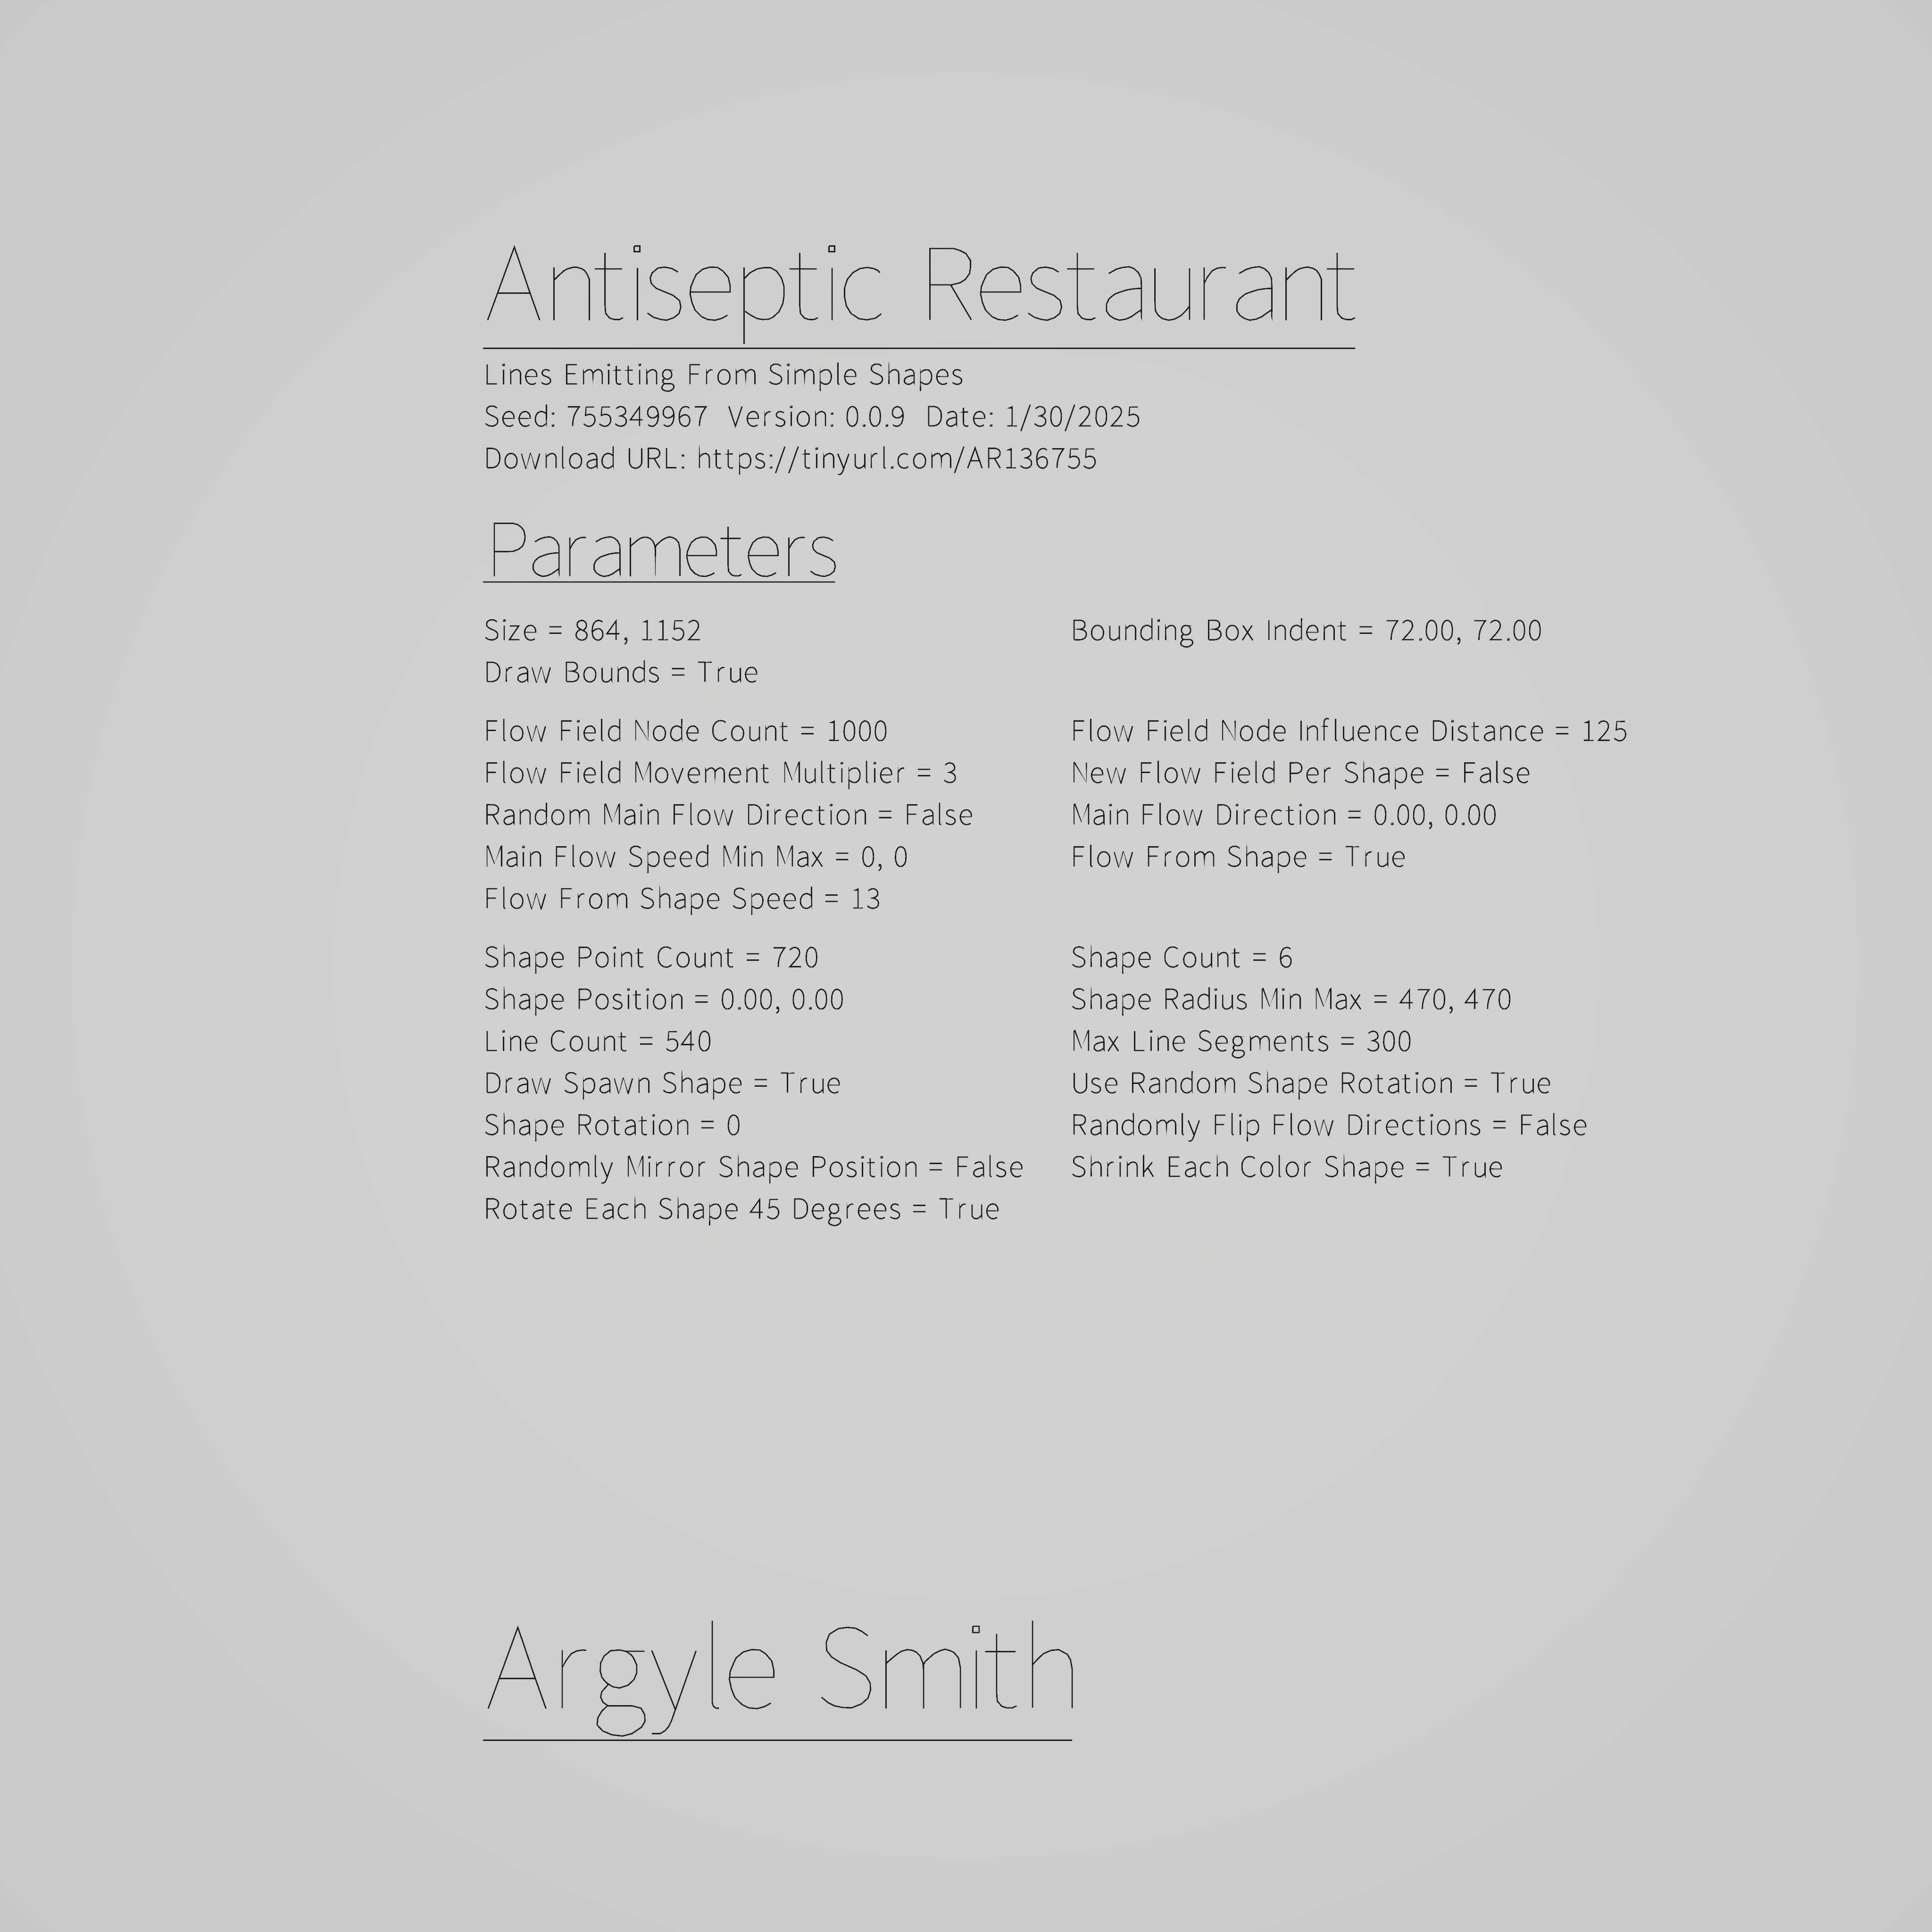 Antiseptic Restaurant
Lines Emitting From Simple Shapes
Seed: 755349967 Version: 0.0.9 Date: 1/30/2025
Download URL: https://tinyurl.com/AR136755
Parameters
Size = 864, 1152 Bounding Box Indent = 72.00, 72.00
Draw Bounds = True
Flow Field Node Count = 1000 Flow Field Node Influence Distance = 125
Flow Field Movement Multiplier = 3 New Flow Field Per Shape = False
Random Main Flow Direction = False Main Flow Direction = 0.00, 0.00
Main Flow Speed Min Max = 0, 0 Flow From Shape = True
Flow From Shape Speed = 13
Shape Point Count = 720 Shape Count = 6
Shape Position = 0.00, 0.00 Shape Radius Min Max = 470, 470
Line Count = 540 Max Line Segments = 300
Draw Spawn Shape = True Use Random Shape Rotation = True
Shape Rotation = 0 Randomly Flip Flow Directions = False
Randomly Mirror Shape Position = False Shrink Each Color Shape = True
Rotate Each Shape 45 Degrees = True
Argyle Smith